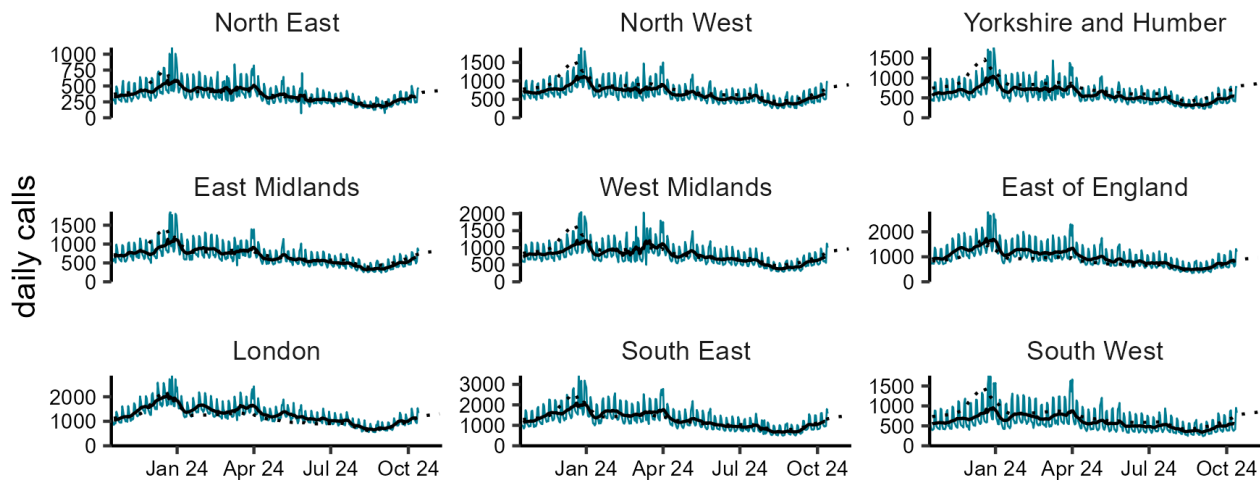 North East
North West
Yorkshire and Humber
1000
750
500
250
0
1500
1000
500
0
1500
1000
500
0
daily calls
East Midlands
West Midlands
East of England
1500
1000
500
0
2000
1500
1000
500
0
2000
1000
0
London
South East
South West
2000
1000
0
3000
2000
1000
0
1500
1000
500
0
Jan 24 Apr 24 Jul 24 Oct 24
Jan 24 Apr 24 Jul 24 Oct 24
Jan 24 Apr 24 Jul 24 Oct 24